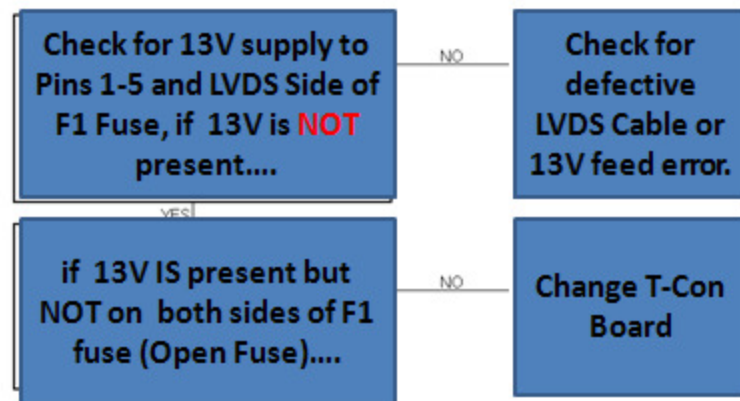 Check for 13V supply to
Pins 1-5 and LVDS Side of
F1 Fuse, if 13V is NOT
present....
NO
Check for
defective
LVDS Cable or
13V feed error.
YES
if 13V IS present but
NOT on both sides of F1
fuse (Open Fuse)....
NO
Change T-Con
Board